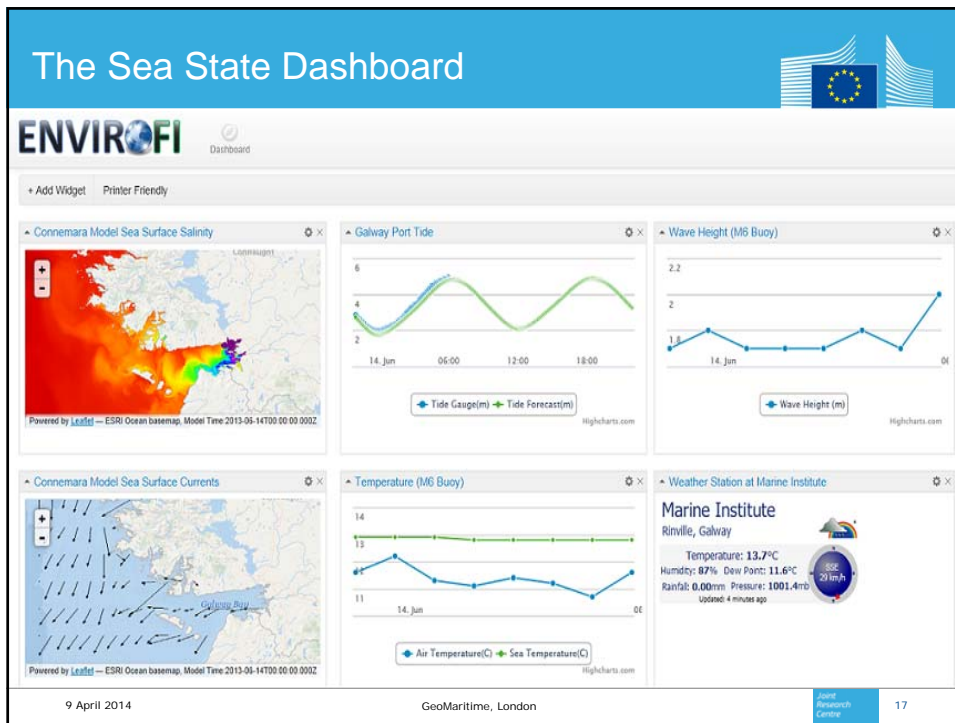 The Sea State Dashboard
ENVIROFI
Dashboard
+ Add Widget Printer Friendly
Connemara Model Sea Surface Salinity
Connaught
+
-
Powered by Leaflet — ESRI Ocean basemap, Model Time:2013-06-14T00:00:00.000Z
Galway Port Tide
6
4
2
14. Jun 06:00 12:00 18:00
Tide Gauge(m) Tide Forecast(m)
Highcharts.com
Wave Height (M6 Buoy)
2.2
2
1.8
14. Jun
Wave Height (m)
Highcharts.com
Connemara Model Sea Surface Currents
+
-
Galway Bay
Powered by Leaflet — ESRI Ocean basemap, Model Time:2013-06-14T00:00:00.000Z
Temperature (M6 Buoy)
14
13
11
14. Jun
Air Temperature(C) Sea Temperature(C)
Highcharts.com
Weather Station at Marine Institute
Marine Institute
Rinville, Galway
Temperature: 13.7°C
Humidity: 87% Dew Point: 11.6°C
Rainfal: 0.00mm Pressure: 1001.4mb
Updated: 4 minutes ago
SSE
29 km/h
9 April 2014
GeoMaritime, London
Joint
Research
Centre
17